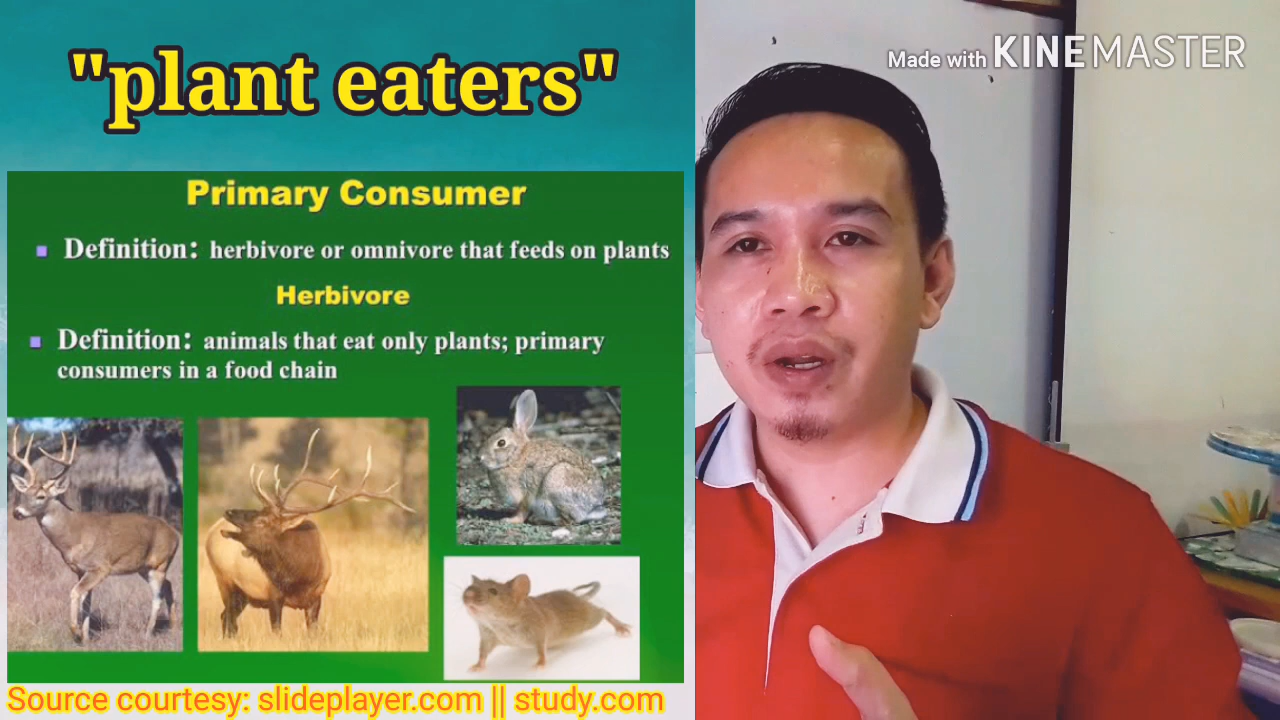 "plant eaters"
Made with KINEMASTER
Primary Consumer
Definition: herbivore or omnivore that feeds on plants
Herbivore
Definition: animals that eat only plants; primary
consumers in a food chain
Source courtesy: slideplayer.com || study.com